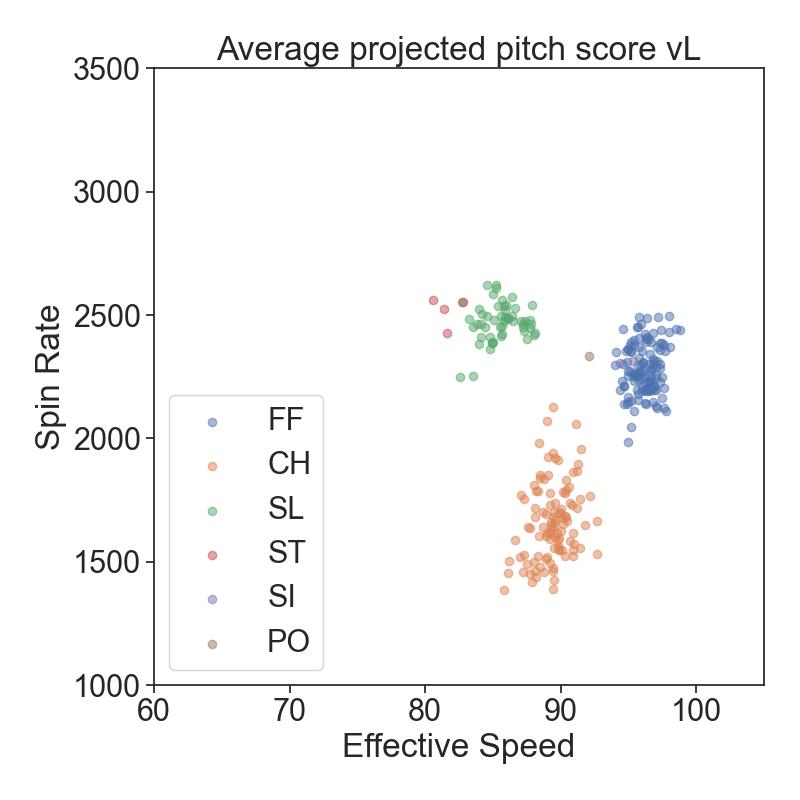 Average projected pitch score vL
3500
3000
2500
2000
1500
1000
Spin Rate
FF
CH
SL
ST
SI
PO
60 70 80 90 100
Effective Speed